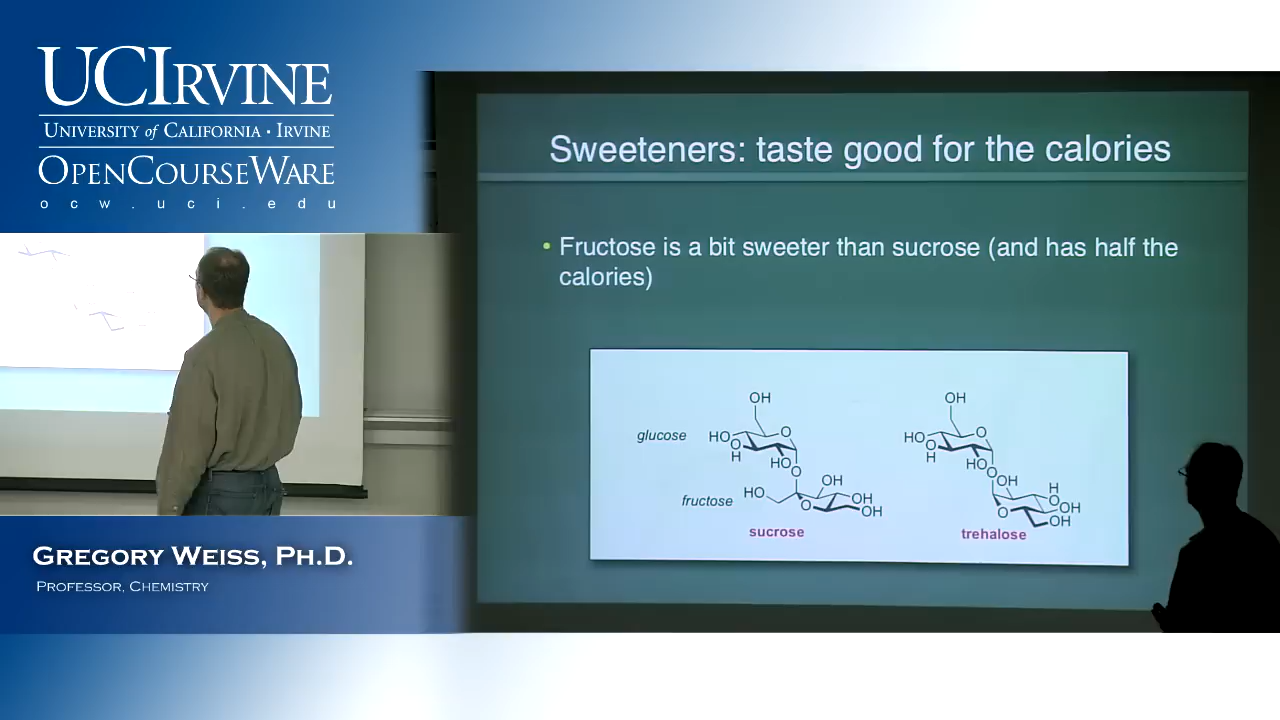 UCIRVINE
UNIVERSITY of CALIFORNIA · IRVINE
OPENCOURSEWARE
ocw.uci.edu
GREGORY WEISS, PH.D.
PROFESSOR, CHEMISTRY
Sweeteners: taste good for the calories
• Fructose is a bit sweeter than sucrose (and has half the
calories)
glucose
OH
HO
O
O
H
HO
O
fructose
HO
OH
O
OH
OH
sucrose
OH
HO
O
O
H
HO
O
OH
H
O
O
OH
OH
trehalose